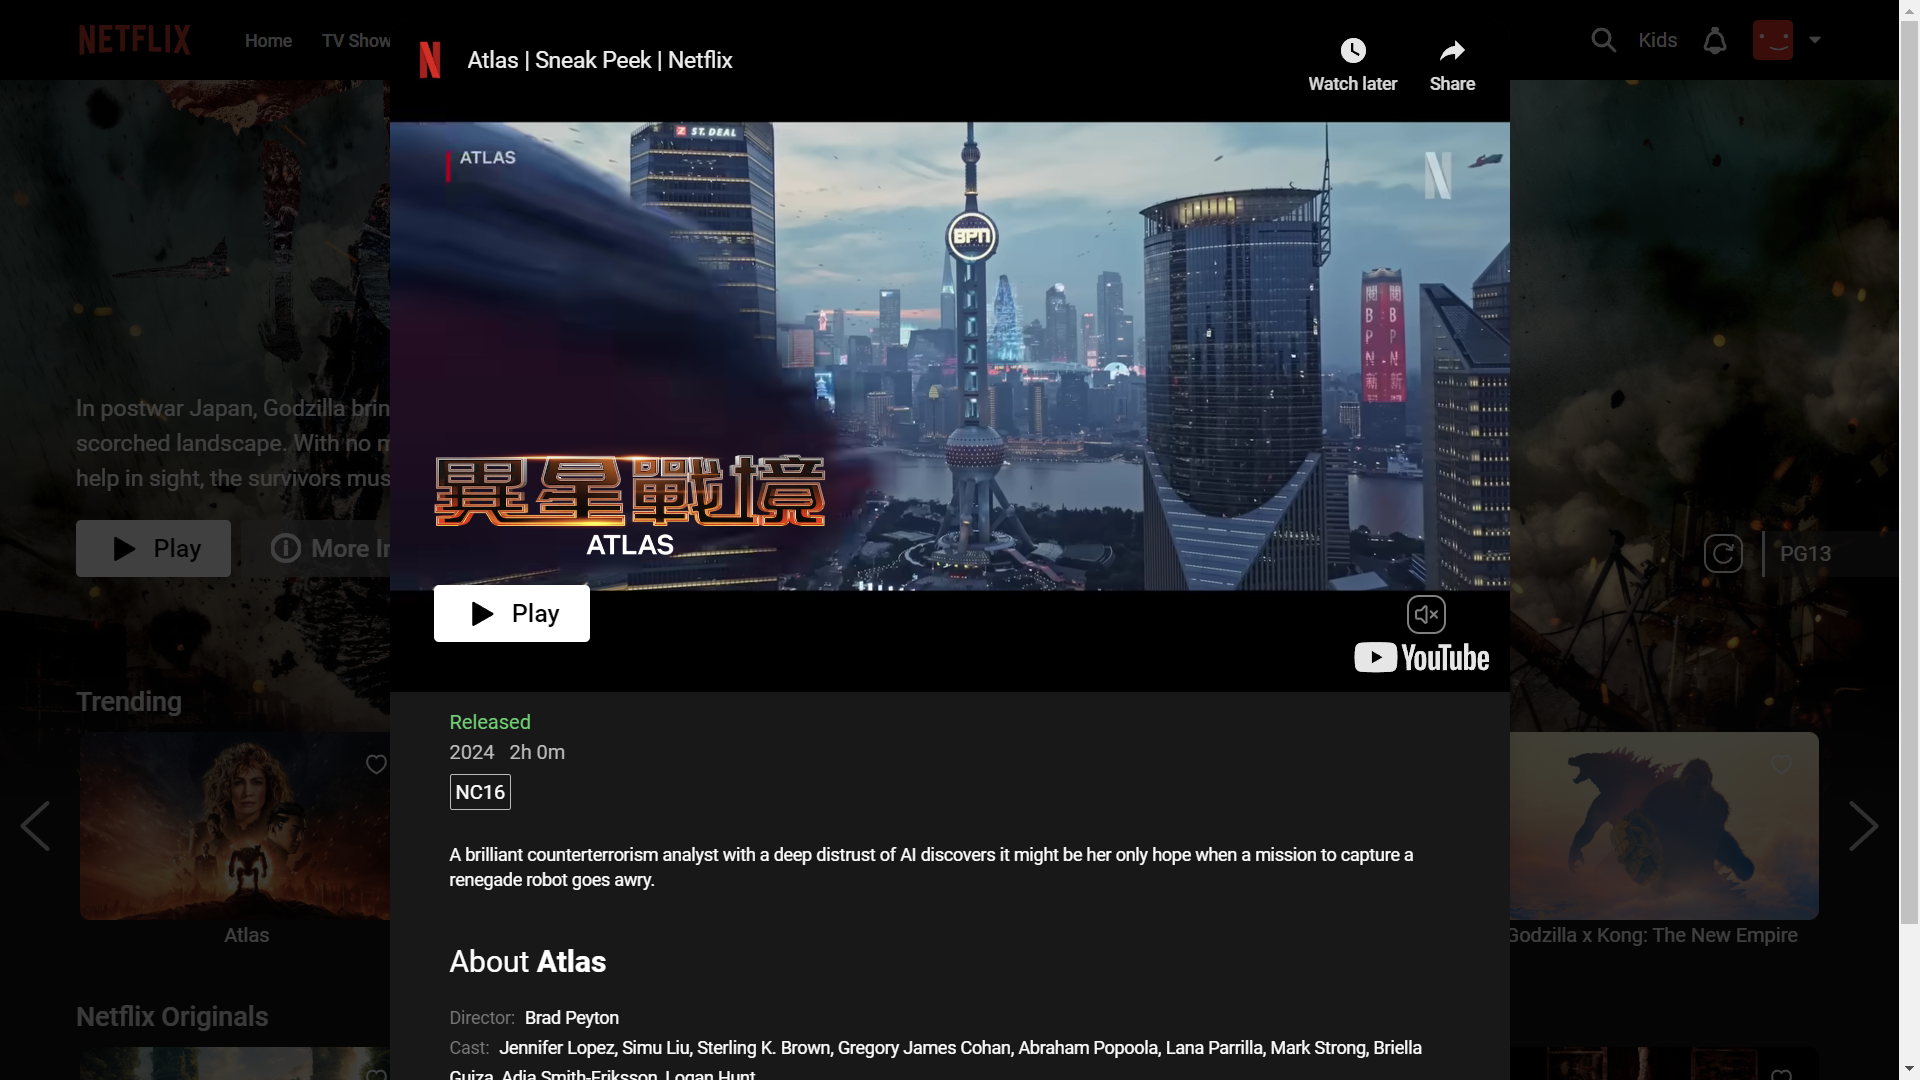 NETFLIX
Home
TV Show
Kids
Atlas | Sneak Peek | Netflix
Watch later
Share
Z ST. DEAL
ATLAS
N
BPN
閱 閱
B B
P P
N N
新 新
In postwar Japan, Godzilla brin
scorched landscape. With no m
help in sight, the survivors mus
Play
More In
異星戰境
ATLAS
Play
PG13
YouTube
Released
2024 2h 0m
NC16
A brilliant counterterrorism analyst with a deep distrust of AI discovers it might be her only hope when a mission to capture a
renegade robot goes awry.
Trending
Atlas
Godzilla x Kong: The New Empire
About Atlas
Director: Brad Peyton
Cast: Jennifer Lopez, Simu Liu, Sterling K. Brown, Gregory James Cohan, Abraham Popoola, Lana Parrilla, Mark Strong, Briella
Guiza, Adia Smith-Eriksson, Logan Hunt
Netflix Originals